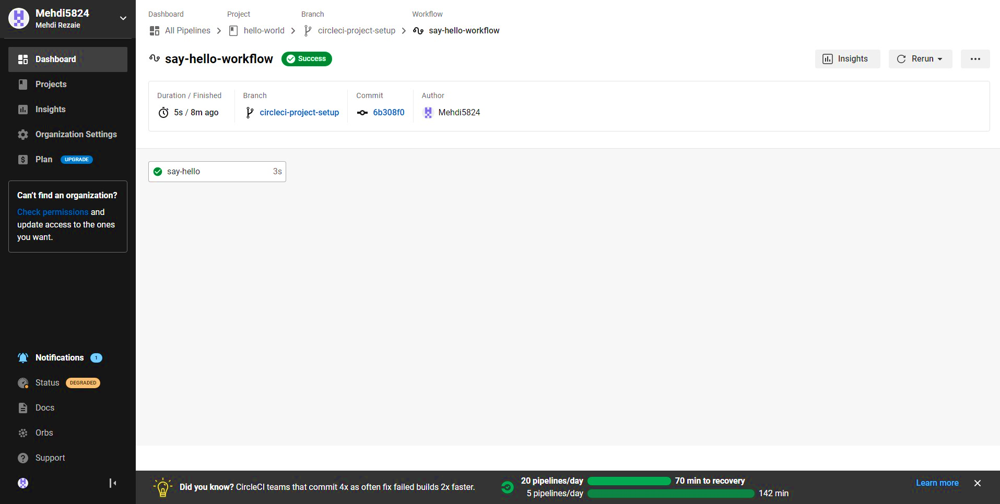 Mehdi5824
Mehdi Rezaie
Dashboard
Projects
Insights
Organization Settings
Plan UPGRADE
Can't find an organization?
Check permissions and
update access to the ones
you want.
Notifications 1
Status DEGRADED
Docs
Orbs
Support
Dashboard Project Branch Workflow
All Pipelines hello-world circleci-project-setup say-hello-workflow
say-hello-workflow Success Insights Rerun
Duration / Finished Branch Commit Author
5s / 8m ago circleci-project-setup 6b308f0 Mehdi5824
say-hello 3s
Did you know? CircleCI teams that commit 4x as often fix failed builds 2x faster.
20 pipelines/day 70 min to recovery
5 pipelines/day 142 min
Learn more